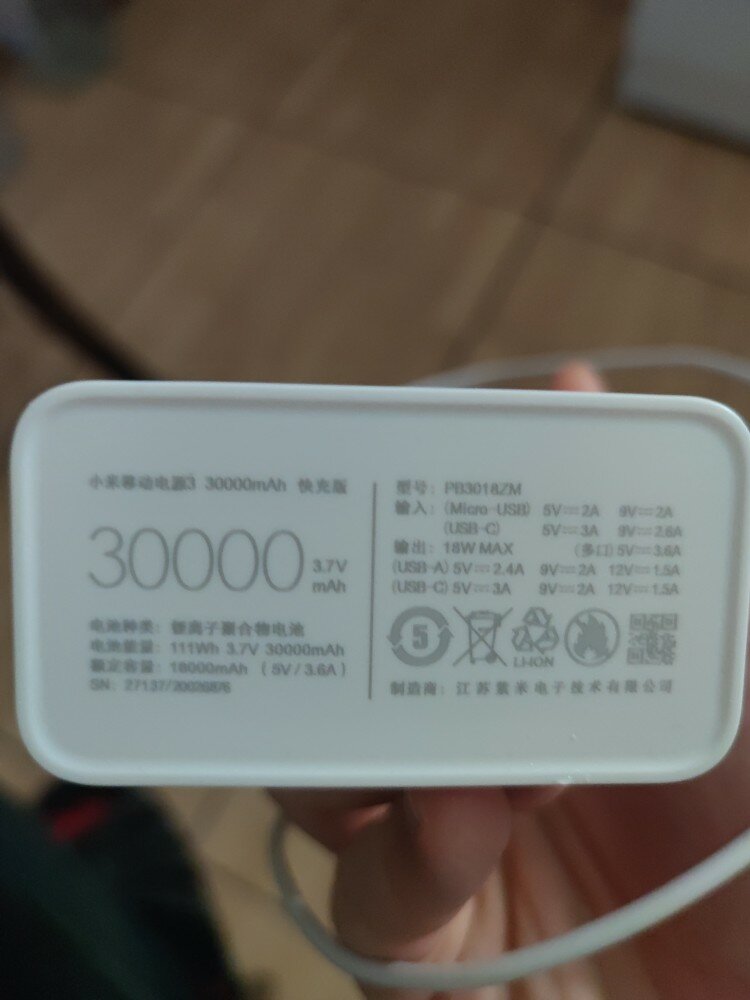 小米移动电源3 30000mAh 快充版
30000 3.7V
mAh
电池种类：锂离子聚合物电池
电池能量：111Wh 3.7V 30000mAh
额定容量：18000mAh （5V/3.6A）
SN：
型号：PB3018ZM
输入：(Micro-USB) 5V⎓2A 9V⎓2A
(USB-C) 5V⎓3A 9V⎓2.6A
输出：18W MAX (多口) 5V⎓3.6A
(USB-A) 5V⎓2.4A 9V⎓2A 12V⎓1.5A
(USB-C) 5V⎓3A 9V⎓2A 12V⎓1.5A
5
LI-ION
制造商：江苏紫米电子技术有限公司